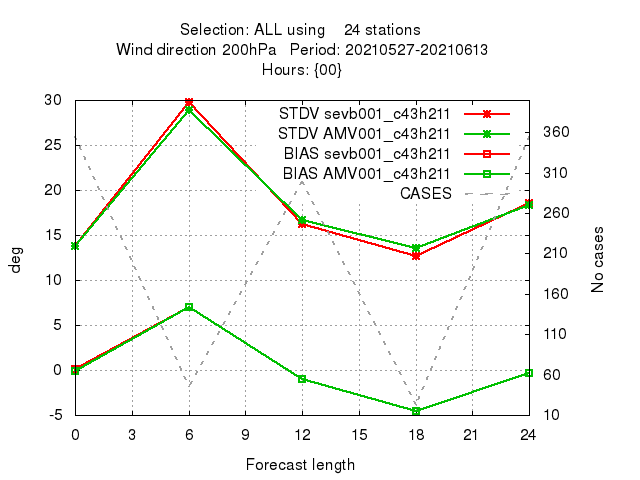 Selection: ALL using 24 stations
Wind direction 200hPa Period: 20210527-20210613
Hours: {00}
STDV sevb001_c43h211
STDV AMV001_c43h211
BIAS sevb001_c43h211
BIAS AMV001_c43h211
CASES
30
25
20
15
10
5
0
-5
deg
360
310
260
210
160
110
60
10
No cases
0 3 6 9 12 15 18 21 24
Forecast length